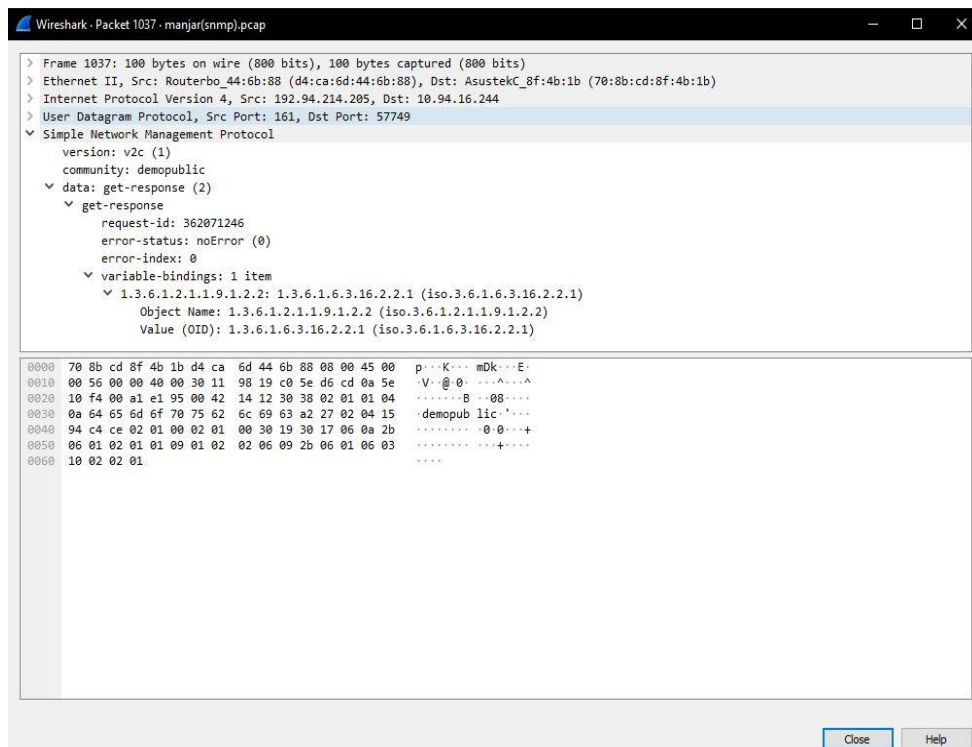 Wireshark · Packet 1037 · manjar(snmp).pcap
Frame 1037: 100 bytes on wire (800 bits), 100 bytes captured (800 bits)
Ethernet II, Src: Routerbo_44:6b:88 (d4:ca:6d:44:6b:88), Dst: AsustekC_8f:4b:1b (70:8b:cd:8f:4b:1b)
Internet Protocol Version 4, Src: 192.94.214.205, Dst: 10.94.16.244
User Datagram Protocol, Src Port: 161, Dst Port: 57749
Simple Network Management Protocol
version: v2c (1)
community: demopublic
data: get-response (2)
get-response
request-id: 362071246
error-status: noError (0)
error-index: 0
variable-bindings: 1 item
1.3.6.1.2.1.1.9.1.2.2: 1.3.6.1.6.3.16.2.2.1 (iso.3.6.1.6.3.16.2.2.1)
Object Name: 1.3.6.1.2.1.1.9.1.2.2 (iso.3.6.1.2.1.1.9.1.2.2)
Value (OID): 1.3.6.1.6.3.16.2.2.1 (iso.3.6.1.6.3.16.2.2.1)
0000 70 8b cd 8f 4b 1b d4 ca 6d 44 6b 88 08 00 45 00 p···K··· mDk···E·
0010 00 56 00 00 40 00 30 11 98 19 c0 5e d6 cd 0a 5e ·V··@·0· ···^···^
0020 10 f4 00 a1 e1 95 00 42 14 12 30 38 02 01 01 04 ·······B ··08····
0030 0a 64 65 6d 6f 70 75 62 6c 69 63 a2 27 02 04 15 ·demopub lic·'···
0040 94 c4 ce 02 01 00 02 01 00 30 19 30 17 06 0a 2b ········ ·0·0···+
0050 06 01 02 01 01 09 01 02 02 06 09 2b 06 01 06 03 ········ ···+····
0060 10 02 02 01 ····
Close Help